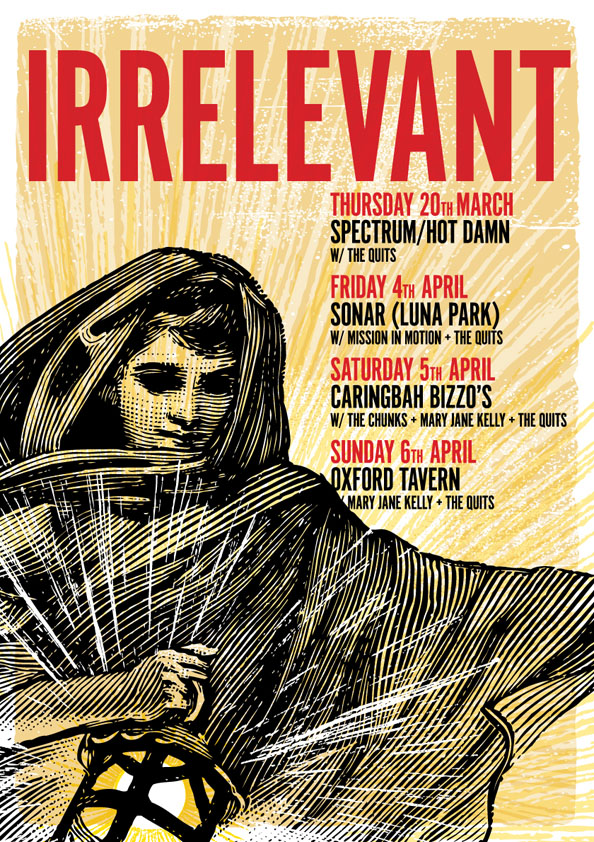 IRRELEVANT
THURSDAY 20TH MARCH
SPECTRUM/HOT DAMN
W/ THE QUITS
FRIDAY 4TH APRIL
SONAR (LUNA PARK)
W/ MISSION IN MOTION + THE QUITS
SATURDAY 5TH APRIL
CARINGBAH BIZZO'S
W/ THE CHUNKS + MARY JANE KELLY + THE QUITS
SUNDAY 6TH APRIL
OXFORD TAVERN
W/ MARY JANE KELLY + THE QUITS